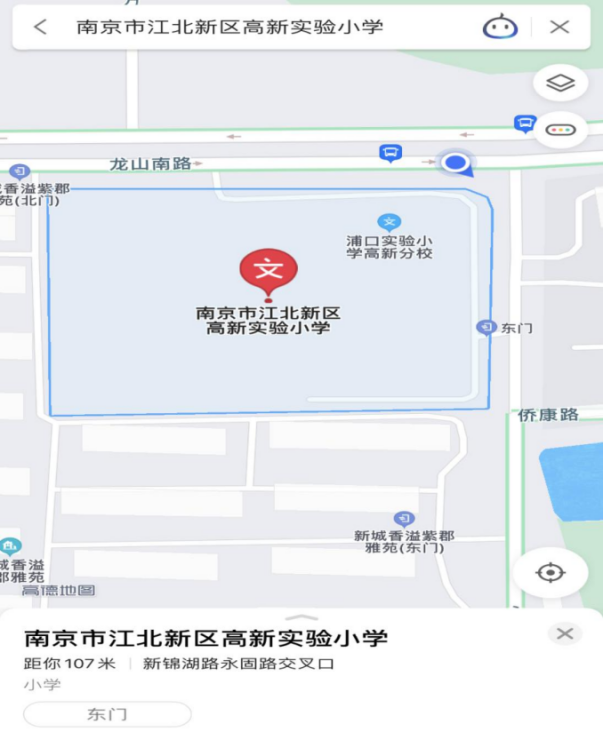 南京市江北新区高新实验小学
龙山南路
香溢紫郡
苑(北门)
浦口实验小
学高新分校
南京市江北新区
高新实验小学
东门
侨康路
新城香溢紫郡
雅苑(东门)
城香溢
郡雅苑
高德地图
南京市江北新区高新实验小学
距你107米 新锦湖路永固路交叉口
小学
东门